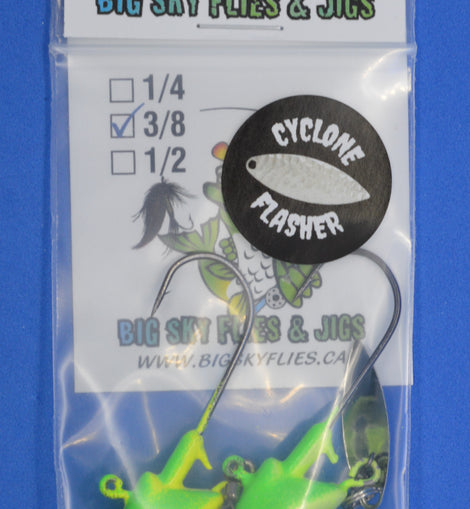 BIG SKY FLIES & JIGS
1/4
3/8
1/2
CYCLONE
FLASHER
BIG SKY FLIES & JIGS
WWW.BIGSKYFLIES.CA